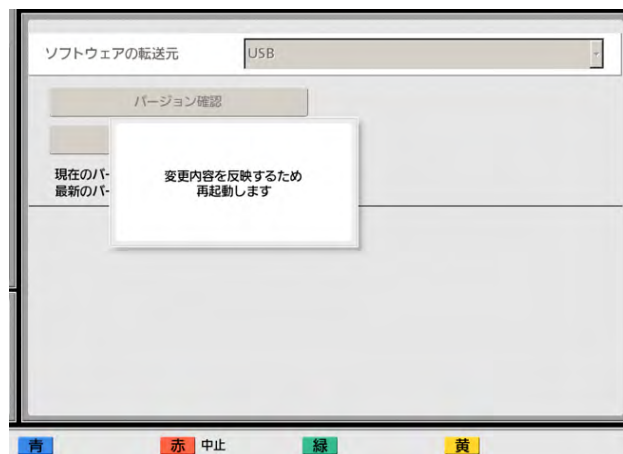 ソフトウェアの転送元 USB
バージョン確認
変更内容を反映するため
再起動します
現在のバー
最新のバー
青 赤 中止 緑 黄